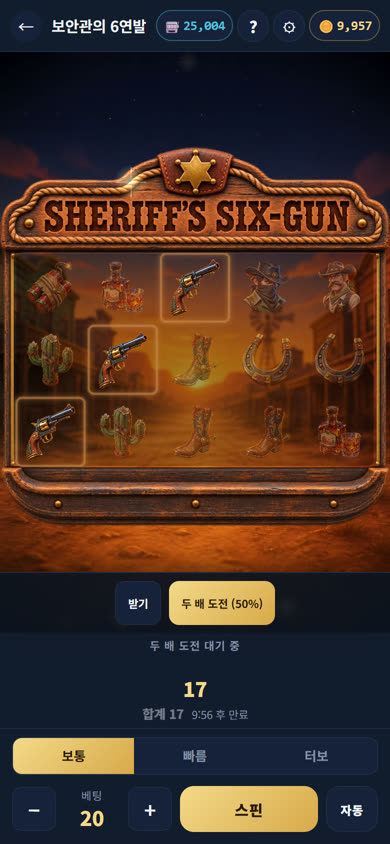 ← 보안관의 6연발 25,004 ? 9,957
SHERIFF'S SIX-GUN
받기 두 배 도전 (50%)
두 배 도전 대기 중
17
합계 17 9:56 후 만료
보통 빠름 터보
베팅
− 20 + 스핀 자동